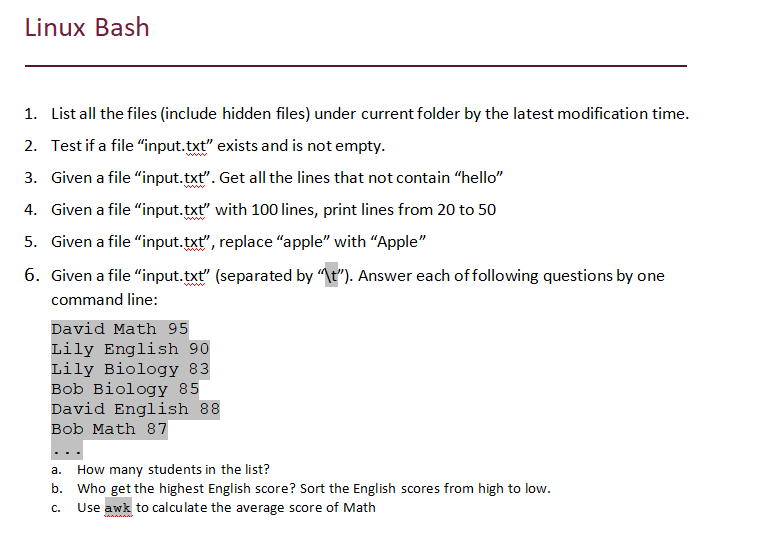 Linux Bash
1. List all the files (include hidden files) under current folder by the latest modification time.
2. Test if a file “input.txt” exists and is not empty.
3. Given a file “input.txt”. Get all the lines that not contain “hello”
4. Given a file “input.txt” with 100 lines, print lines from 20 to 50
5. Given a file “input.txt”, replace “apple” with “Apple”
6. Given a file “input.txt” (separated by “\t”). Answer each of following questions by one
command line:
David Math 95
Lily English 90
Lily Biology 83
Bob Biology 85
David English 88
Bob Math 87
...
a. How many students in the list?
b. Who get the highest English score? Sort the English scores from high to low.
c. Use awk to calculate the average score of Math